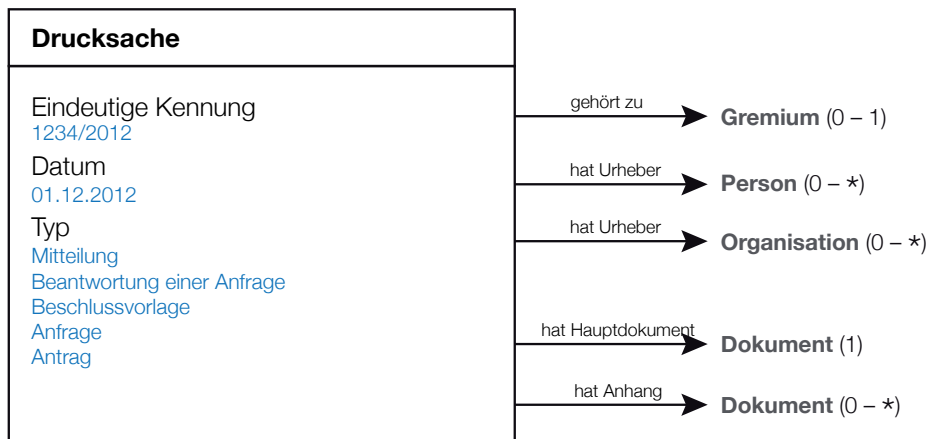 Drucksache
Eindeutige Kennung
1234/2012
Datum
01.12.2012
Typ
Mitteilung
Beantwortung einer Anfrage
Beschlussvorlage
Anfrage
Antrag
gehört zu
Gremium (0 – 1)
hat Urheber
Person (0 – *)
hat Urheber
Organisation (0 – *)
hat Hauptdokument
Dokument (1)
hat Anhang
Dokument (0 – *)